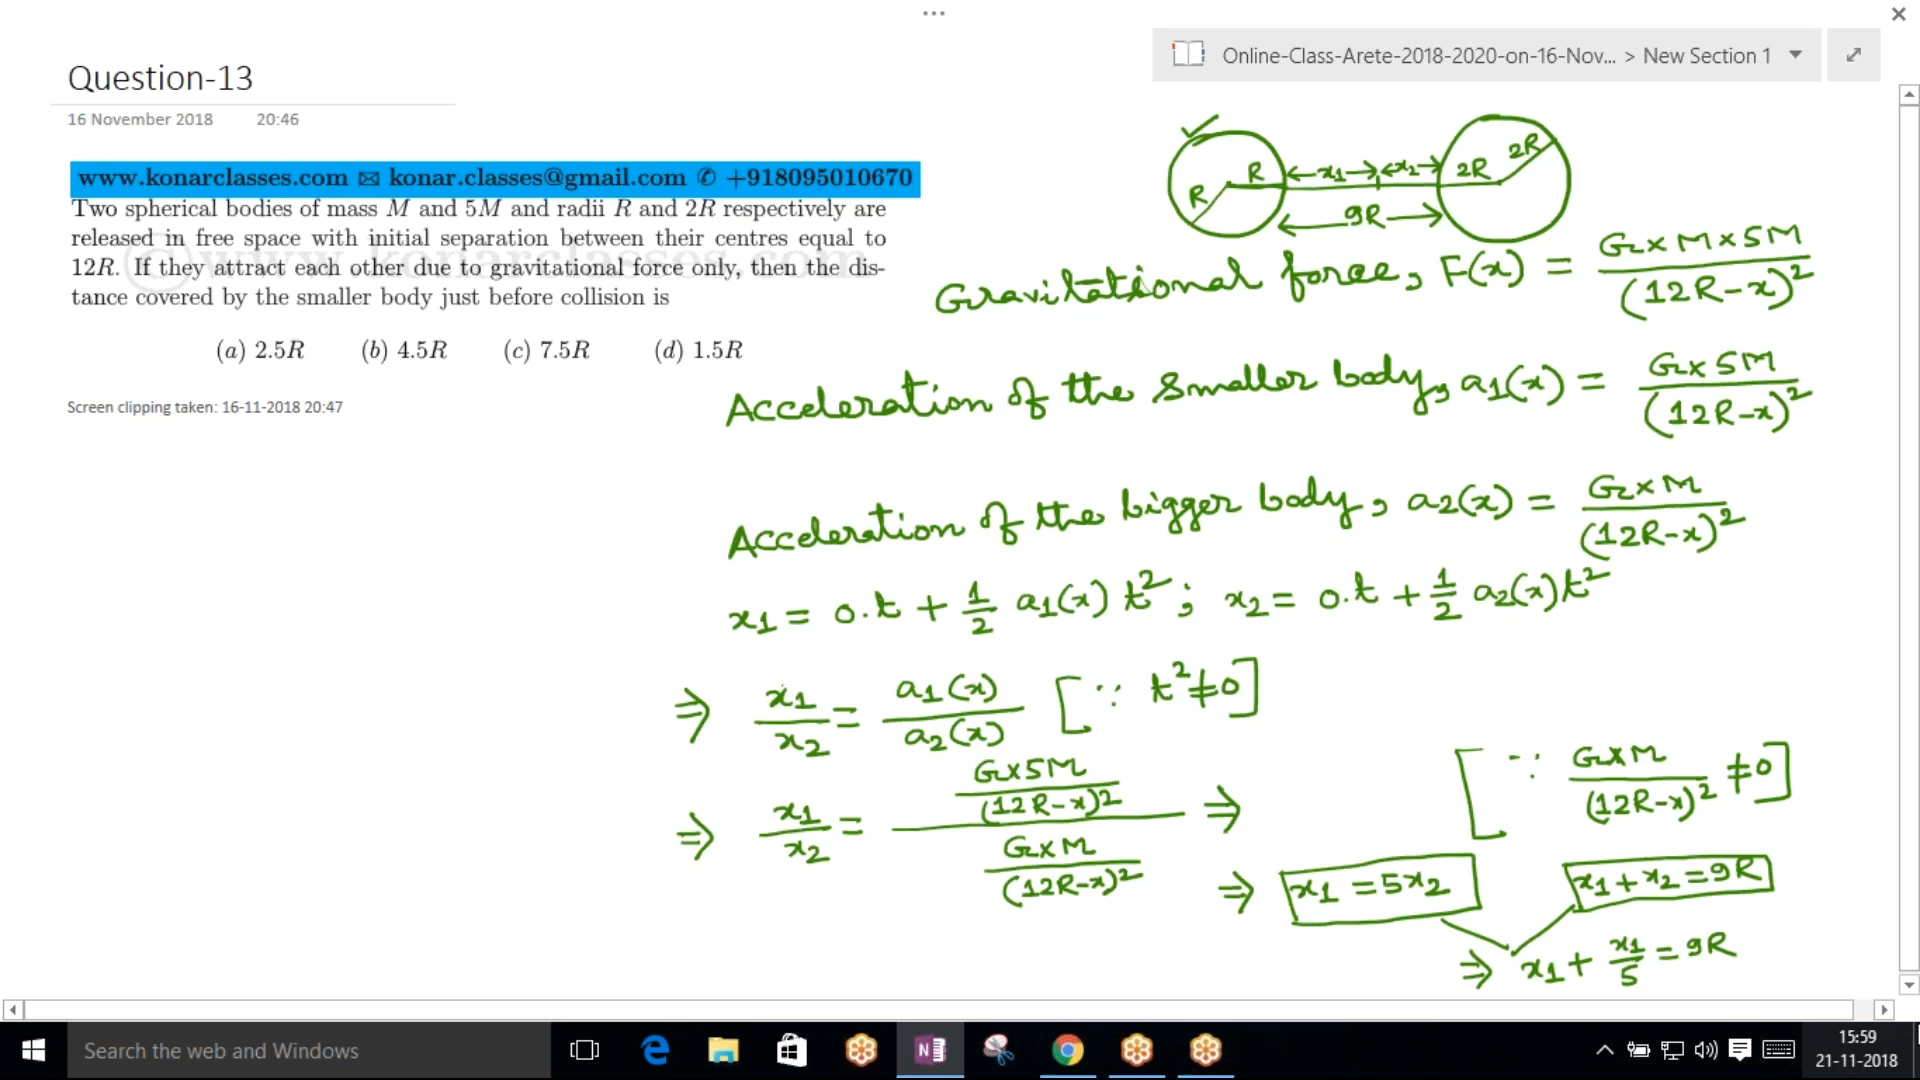 Question-13
16 November 2018 20:46
Online-Class-Arete-2018-2020-on-16-Nov... > New Section 1
www.konarclasses.com ✉ konar.classes@gmail.com ✆ +918095010670
Two spherical bodies of mass M and 5M and radii R and 2R respectively are
released in free space with initial separation between their centres equal to
12R. If they attract each other due to gravitational force only, then the dis-
tance covered by the smaller body just before collision is
(a) 2.5R (b) 4.5R (c) 7.5R (d) 1.5R
Screen clipping taken: 16-11-2018 20:47
R R x1 x2 2R 2R
9R
Gravitational force, F(x) = G×M×5M / (12R-x)²
Acceleration of the smaller body, a1(x) = G×5M / (12R-x)²
Acceleration of the bigger body, a2(x) = G×M / (12R-x)²
x1 = 0.t + 1/2 a1(x) t² ; x2 = 0.t + 1/2 a2(x)t²
⇒ x1/x2 = a1(x)/a2(x) [∵ t²≠0]
⇒ x1/x2 = (G×5M/(12R-x)²) / (G×M/(12R-x)²) ⇒ [∵ G×M/(12R-x)² ≠0]
⇒ x1 = 5x2 x1+x2=9R
⇒ x1 + x1/5 = 9R
Search the web and Windows
15:59
21-11-2018